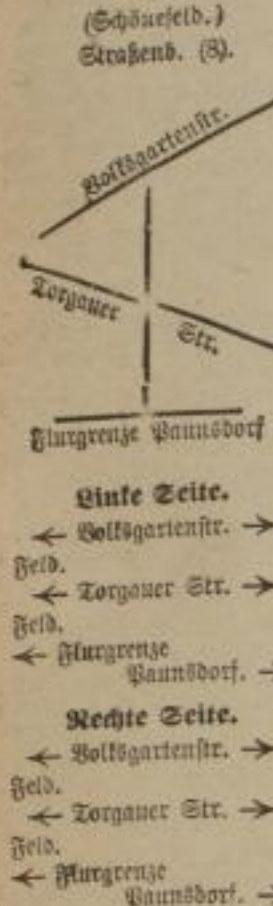 (Schönefeld.)
Straßenb. (8).
Volksgartenstr.
Torgauer Str.
Flurgrenze Paunsdorf
Linke Seite.
← Volksgartenstr. →
Feld.
← Torgauer Str. →
Feld.
← Flurgrenze
Paunsdorf. →
Rechte Seite.
← Volksgartenstr. →
Feld.
← Torgauer Str. →
Feld.
← Flurgrenze
Paunsdorf. →